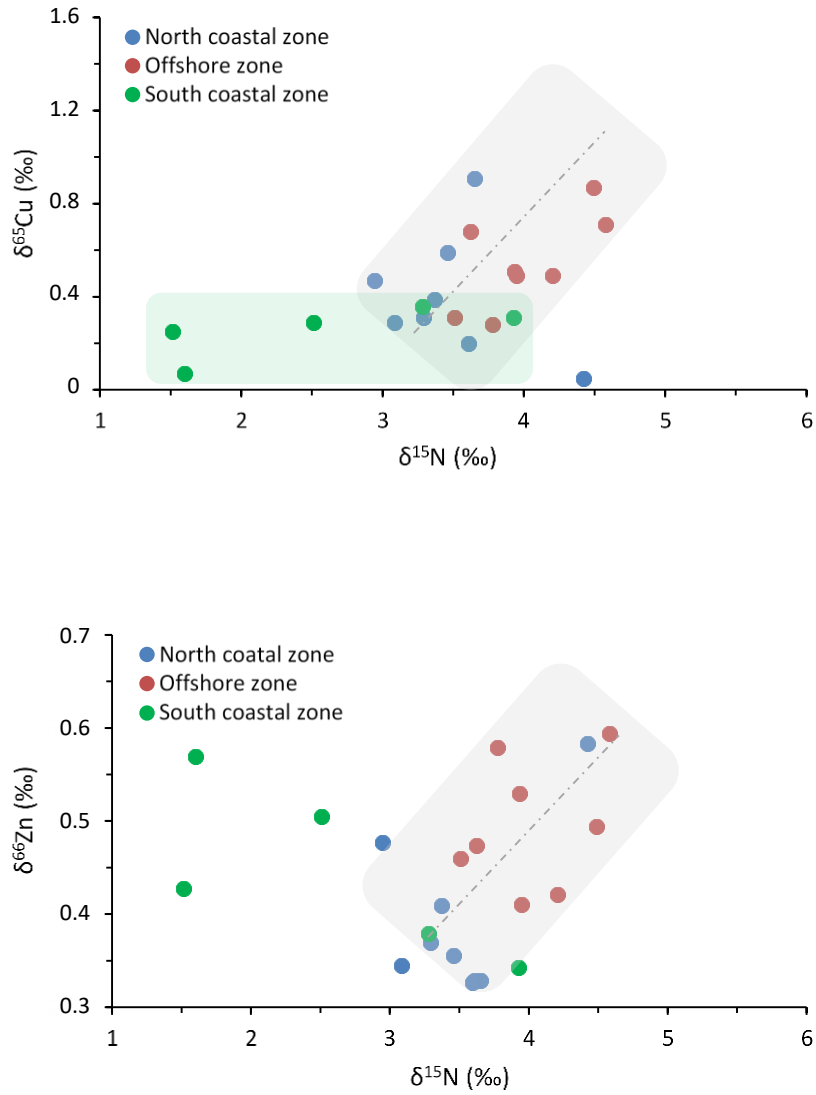 1.6
North coastal zone
Offshore zone
South coastal zone
1.2
0.8
0.4
0
δ⁶⁵Cu (‰)
1 2 3 4 5 6
δ¹⁵N (‰)
0.7
North coatal zone
Offshore zone
South coastal zone
0.6
0.5
0.4
0.3
δ⁶⁶Zn (‰)
1 2 3 4 5 6
δ¹⁵N (‰)